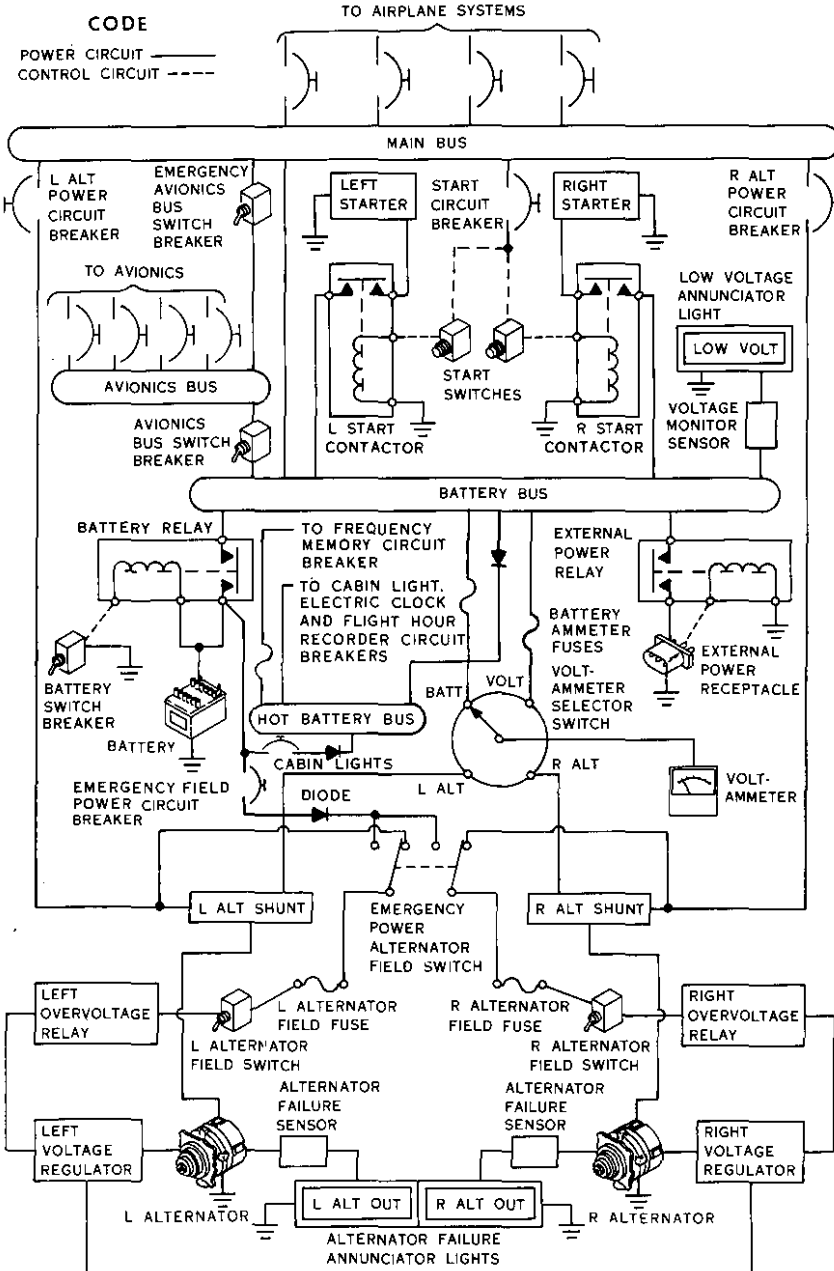 TO AIRPLANE SYSTEMS
CODE
POWER CIRCUIT
CONTROL CIRCUIT
MAIN BUS
L ALT
POWER
CIRCUIT
BREAKER
EMERGENCY
AVIONICS
BUS
SWITCH
BREAKER
LEFT
STARTER
START
CIRCUIT
BREAKER
RIGHT
STARTER
R ALT
POWER
CIRCUIT
BREAKER
TO AVIONICS
LOW VOLTAGE
ANNUNCIATOR
LIGHT
LOW VOLT
AVIONICS BUS
START
SWITCHES
AVIONICS
BUS SWITCH
BREAKER
L START
CONTACTOR
R START
CONTACTOR
VOLTAGE
MONITOR
SENSOR
BATTERY BUS
BATTERY RELAY
TO FREQUENCY
MEMORY CIRCUIT
BREAKER
TO CABIN LIGHT,
ELECTRIC CLOCK
AND FLIGHT HOUR
RECORDER CIRCUIT
BREAKERS
EXTERNAL
POWER
RELAY
BATTERY
AMMETER
FUSES
EXTERNAL
POWER
RECEPTACLE
BATTERY
SWITCH
BREAKER
BATTERY
HOT BATTERY BUS
BATT
VOLT
VOLT-
AMMETER
SELECTOR
SWITCH
CABIN LIGHTS
L ALT
R ALT
VOLT-
AMMETER
EMERGENCY FIELD
POWER CIRCUIT
BREAKER
DIODE
L ALT SHUNT
EMERGENCY
POWER
ALTERNATOR
FIELD SWITCH
R ALT SHUNT
LEFT
OVERVOLTAGE
RELAY
L ALTERNATOR
FIELD FUSE
R ALTERNATOR
FIELD FUSE
RIGHT
OVERVOLTAGE
RELAY
L ALTERNATOR
FIELD SWITCH
R ALTERNATOR
FIELD SWITCH
ALTERNATOR
FAILURE
SENSOR
ALTERNATOR
FAILURE
SENSOR
LEFT
VOLTAGE
REGULATOR
RIGHT
VOLTAGE
REGULATOR
L ALTERNATOR
L ALT OUT
R ALT OUT
R ALTERNATOR
ALTERNATOR FAILURE
ANNUNCIATOR LIGHTS